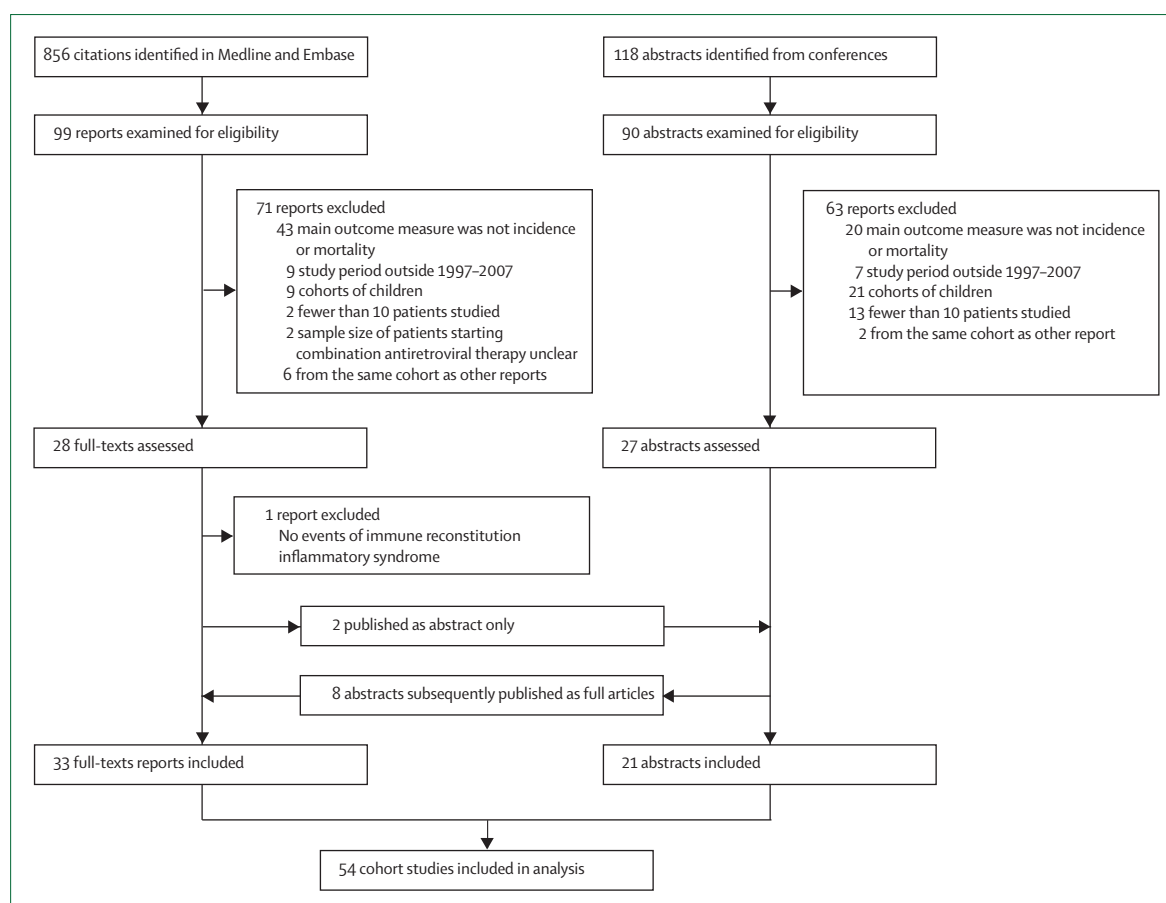 856 citations identified in Medline and Embase
118 abstracts identified from conferences
99 reports examined for eligibility
90 abstracts examined for eligibility
71 reports excluded
43 main outcome measure was not incidence
or mortality
9 study period outside 1997–2007
9 cohorts of children
2 fewer than 10 patients studied
2 sample size of patients starting
combination antiretroviral therapy unclear
6 from the same cohort as other reports
63 reports excluded
20 main outcome measure was not incidence
or mortality
7 study period outside 1997–2007
21 cohorts of children
13 fewer than 10 patients studied
2 from the same cohort as other report
28 full-texts assessed
27 abstracts assessed
1 report excluded
No events of immune reconstitution
inflammatory syndrome
2 published as abstract only
8 abstracts subsequently published as full articles
33 full-texts reports included
21 abstracts included
54 cohort studies included in analysis